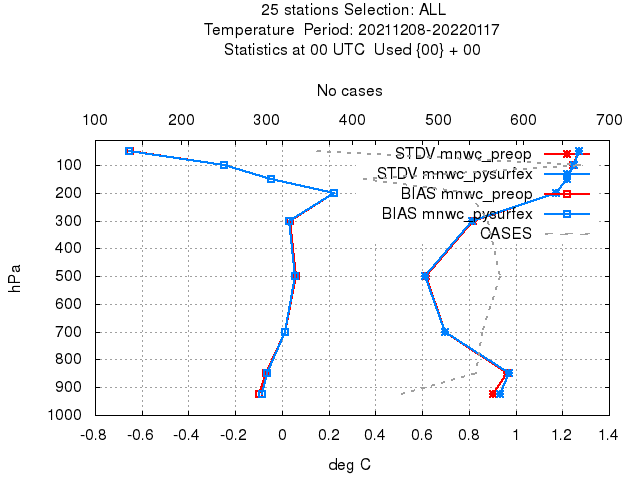 25 stations Selection: ALL
Temperature  Period: 20211208-20220117
Statistics at 00 UTC  Used {00} + 00
No cases
100 200 300 400 500 600 700
STDV mnwc_preop
STDV mnwc_pysurfex
BIAS mnwc_preop
BIAS mnwc_pysurfex
CASES
100
200
300
400
500
600
700
800
900
1000
hPa
-0.8 -0.6 -0.4 -0.2 0 0.2 0.4 0.6 0.8 1 1.2 1.4
deg C